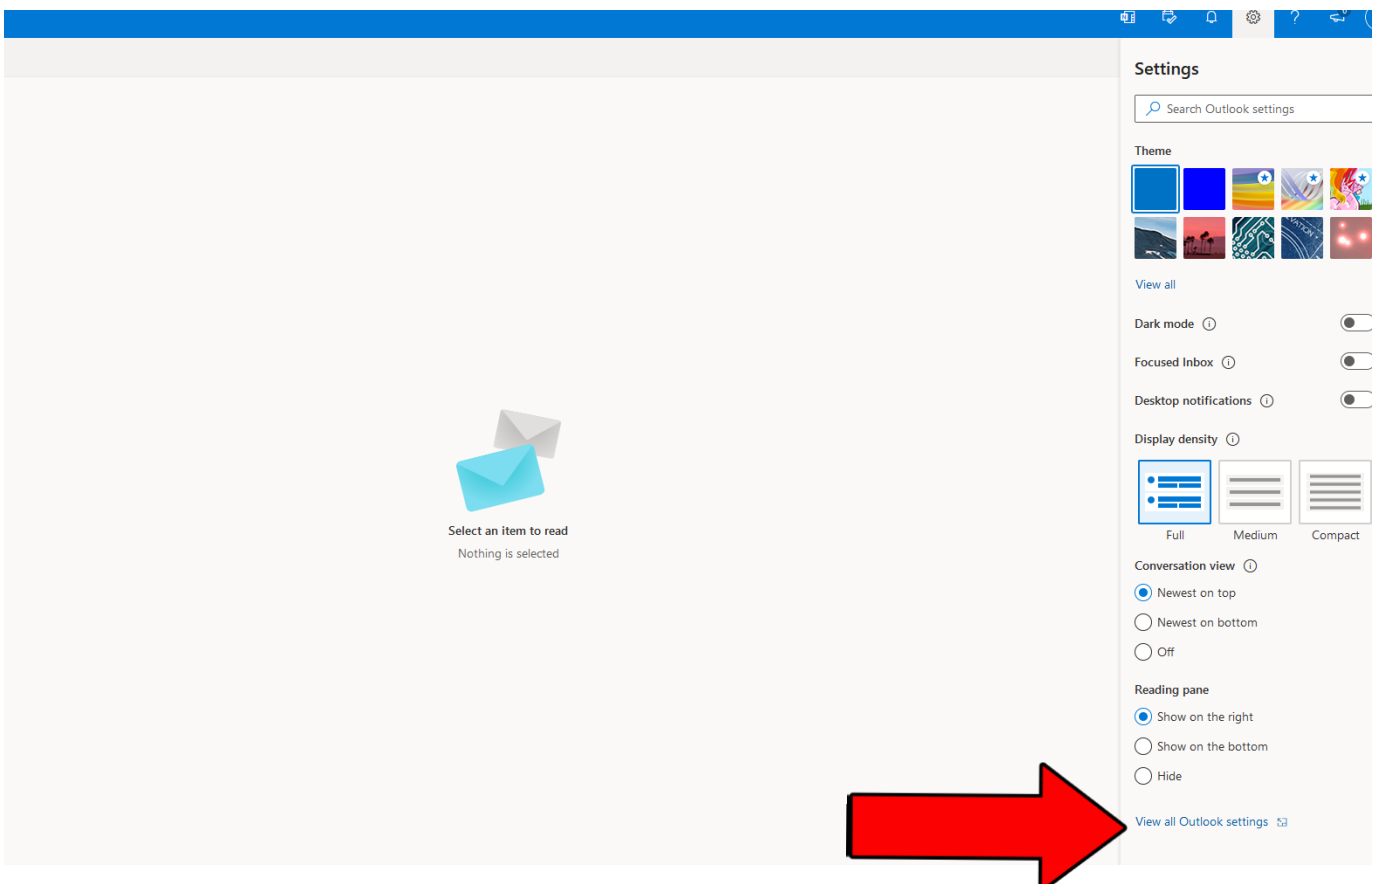 Settings
Search Outlook settings
Theme
View all
Dark mode
Focused Inbox
Desktop notifications
Display density
Full Medium Compact
Conversation view
Newest on top
Newest on bottom
Off
Reading pane
Show on the right
Show on the bottom
Hide
View all Outlook settings
Select an item to read
Nothing is selected